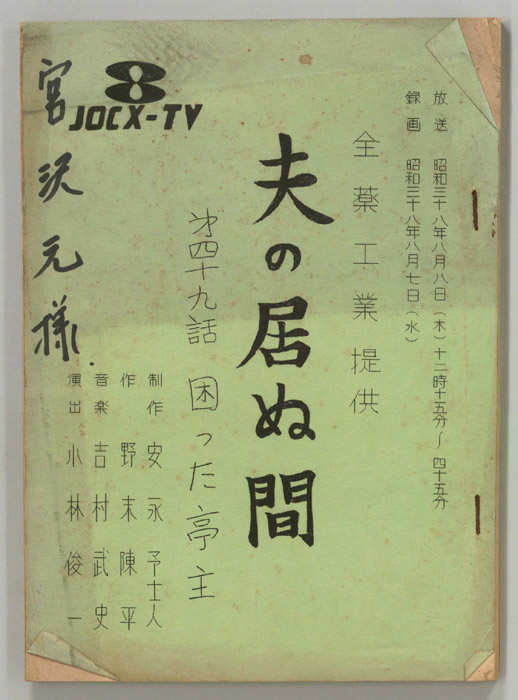 放送 昭和三十八年八月八日(木)十二時十五分〜四十五分
録画 昭和三十八年八月七日(水)
全薬工業提供
夫の居ぬ間
第四十九話 困った亭主
制作 安永予士人
作 野末陳平
音楽 吉村武史
演出 小林俊一
8
JOCX-TV
宮沢元様